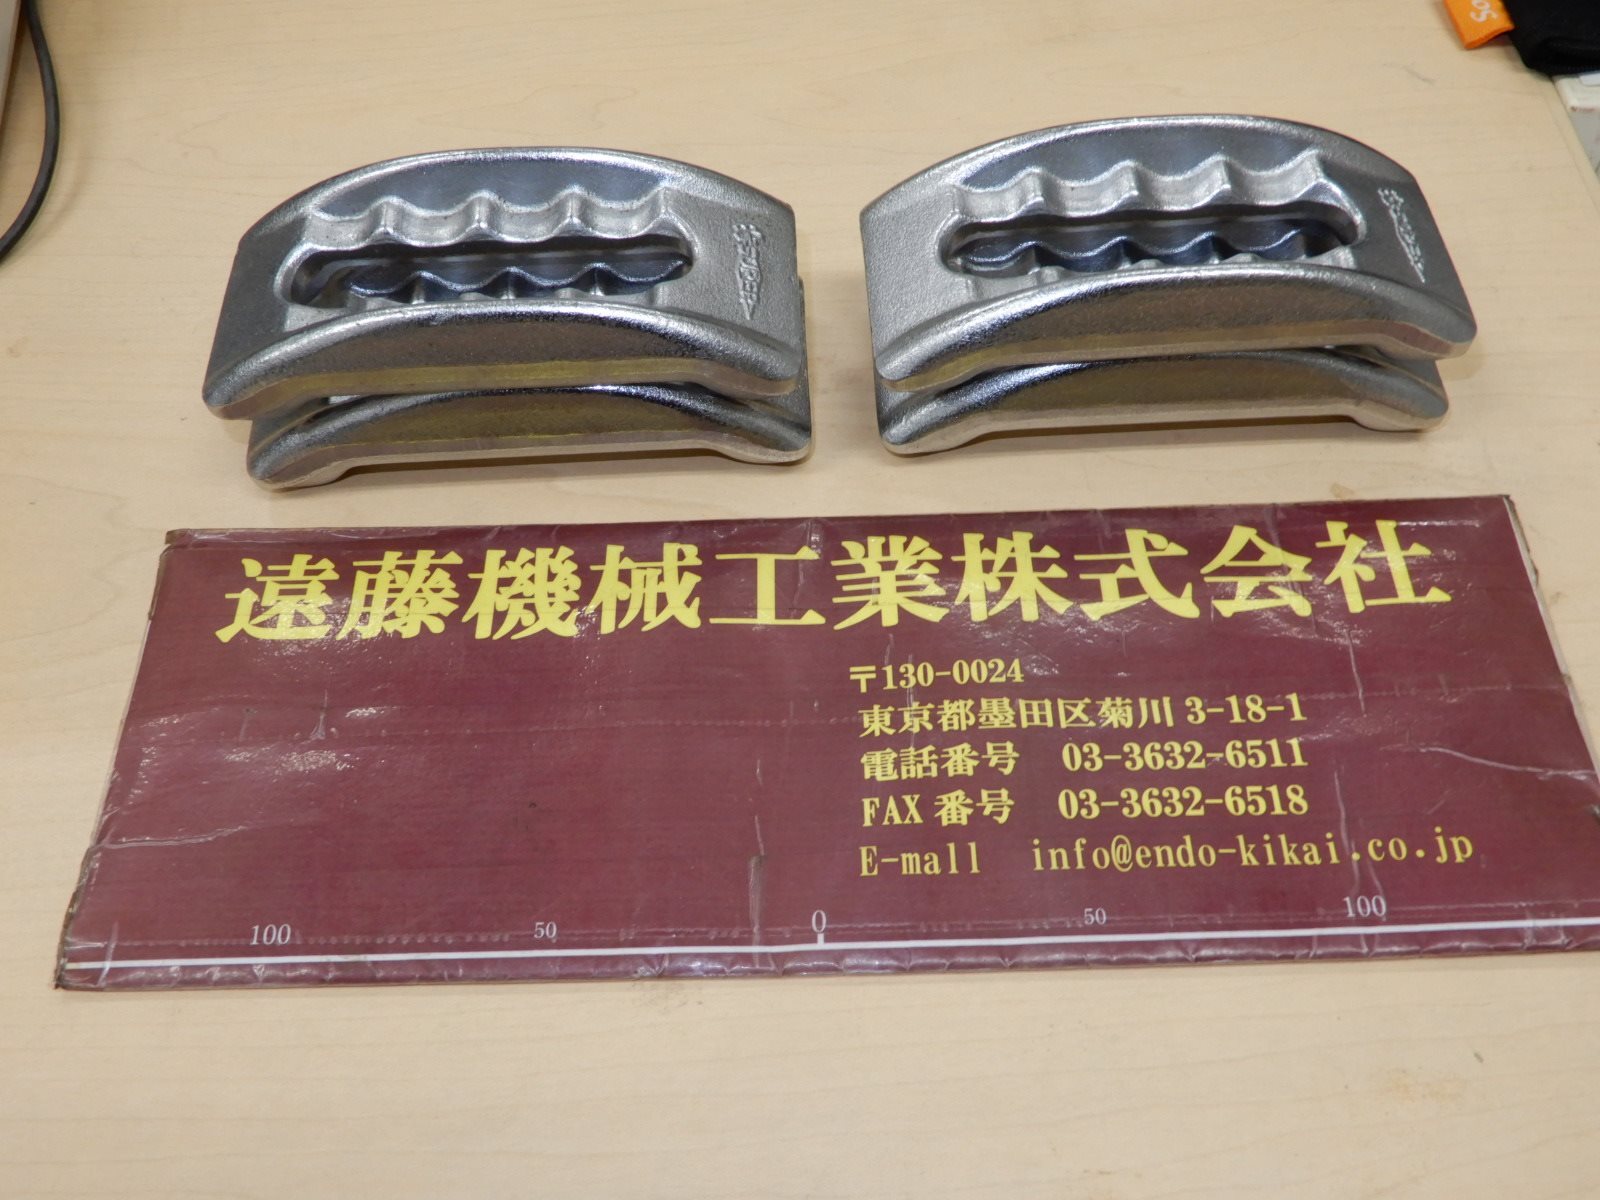 So
遠藤機械工業株式会社
〒130-0024
東京都墨田区菊川 3-18-1
電話番号 03-3632-6511
FAX 番号 03-3632-6518
E-mall info@endo-kikai.co.jp
100 50 0 50 100